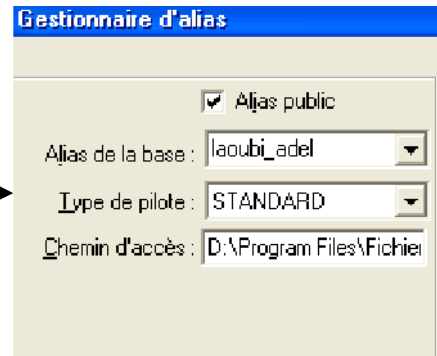 Gestionnaire d'alias
Alias public
Alias de la base : laoubi_adel
Type de pilote : STANDARD
Chemin d'accès : D:\Program Files\Fichier